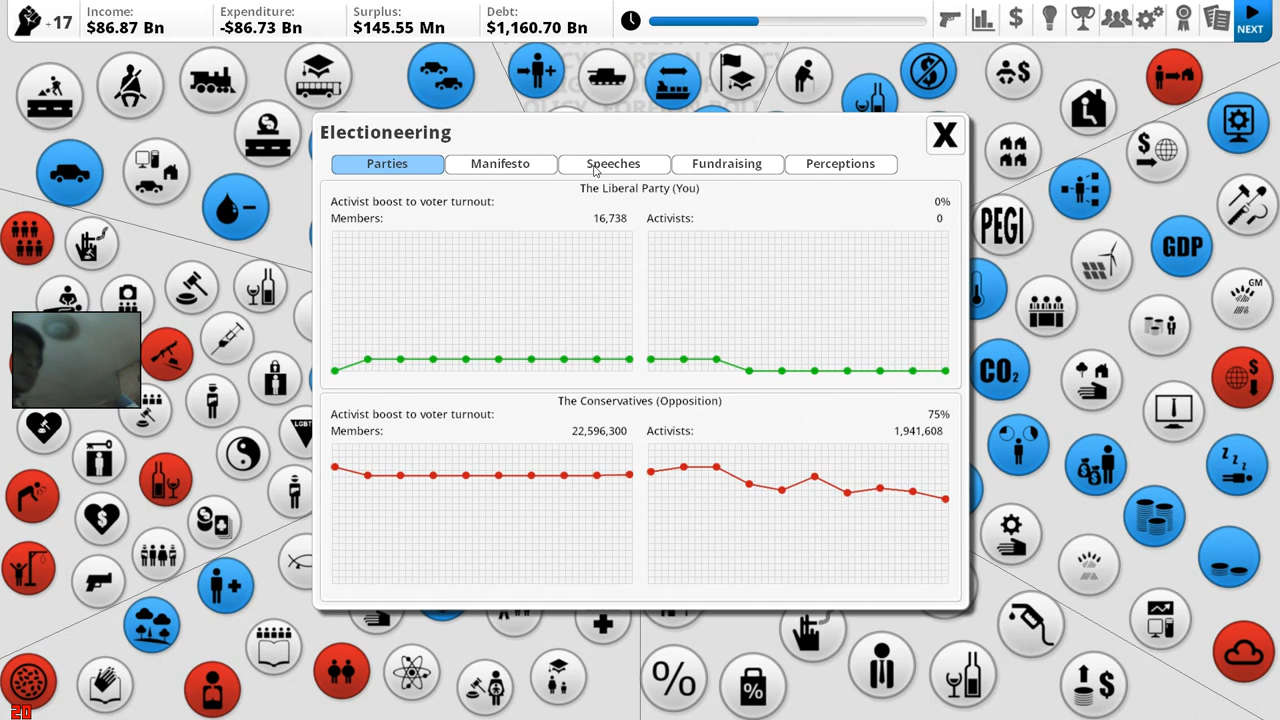 +17
Income:
$86.87 Bn
Expenditure:
-$86.73 Bn
Surplus:
$145.55 Mn
Debt:
$1,160.70 Bn
NEXT
Electioneering
X
Parties
Manifesto
Speeches
Fundraising
Perceptions
The Liberal Party (You)
Activist boost to voter turnout:
0%
Members:
16,738
Activists:
0
The Conservatives (Opposition)
Activist boost to voter turnout:
75%
Members:
22,596,300
Activists:
1,941,608
PEGI
GDP
GM
CO₂
LGBT
ZZZ
%
20